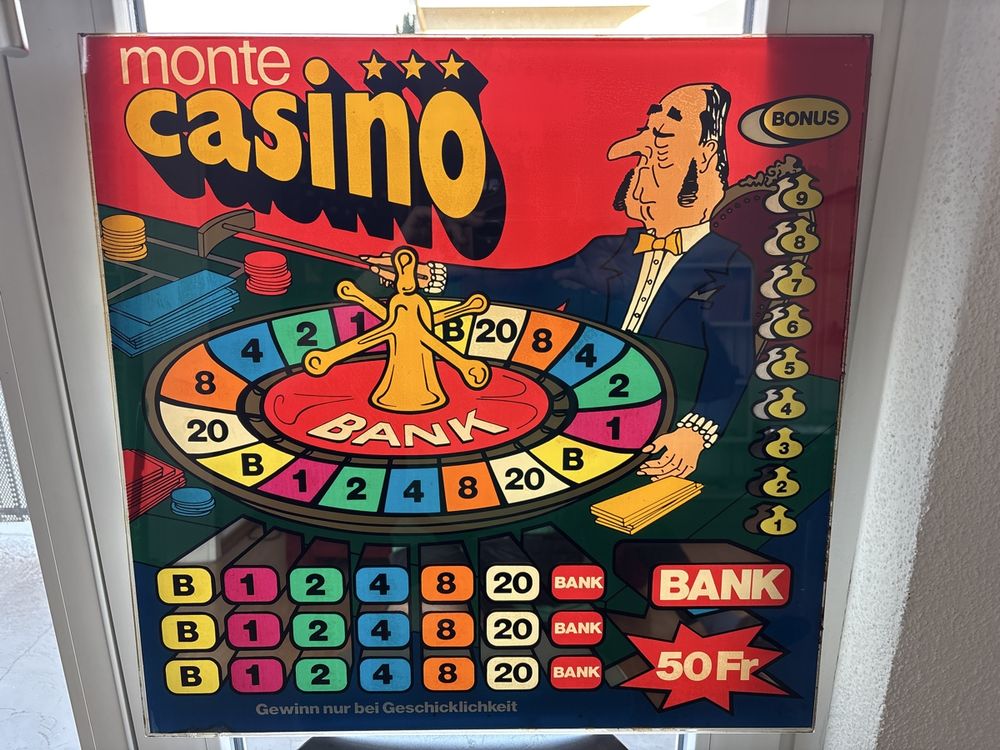 monte
casino
BONUS
9
8
7
6
5
4
3
2
1
1 B 20 8 4 2 1 B 20 8 4 2 1 B 20 8 4 2
BANK
B 1 2 4 8 20 BANK
B 1 2 4 8 20 BANK
B 1 2 4 8 20 BANK
BANK
50 Fr
Gewinn nur bei Geschicklichkeit